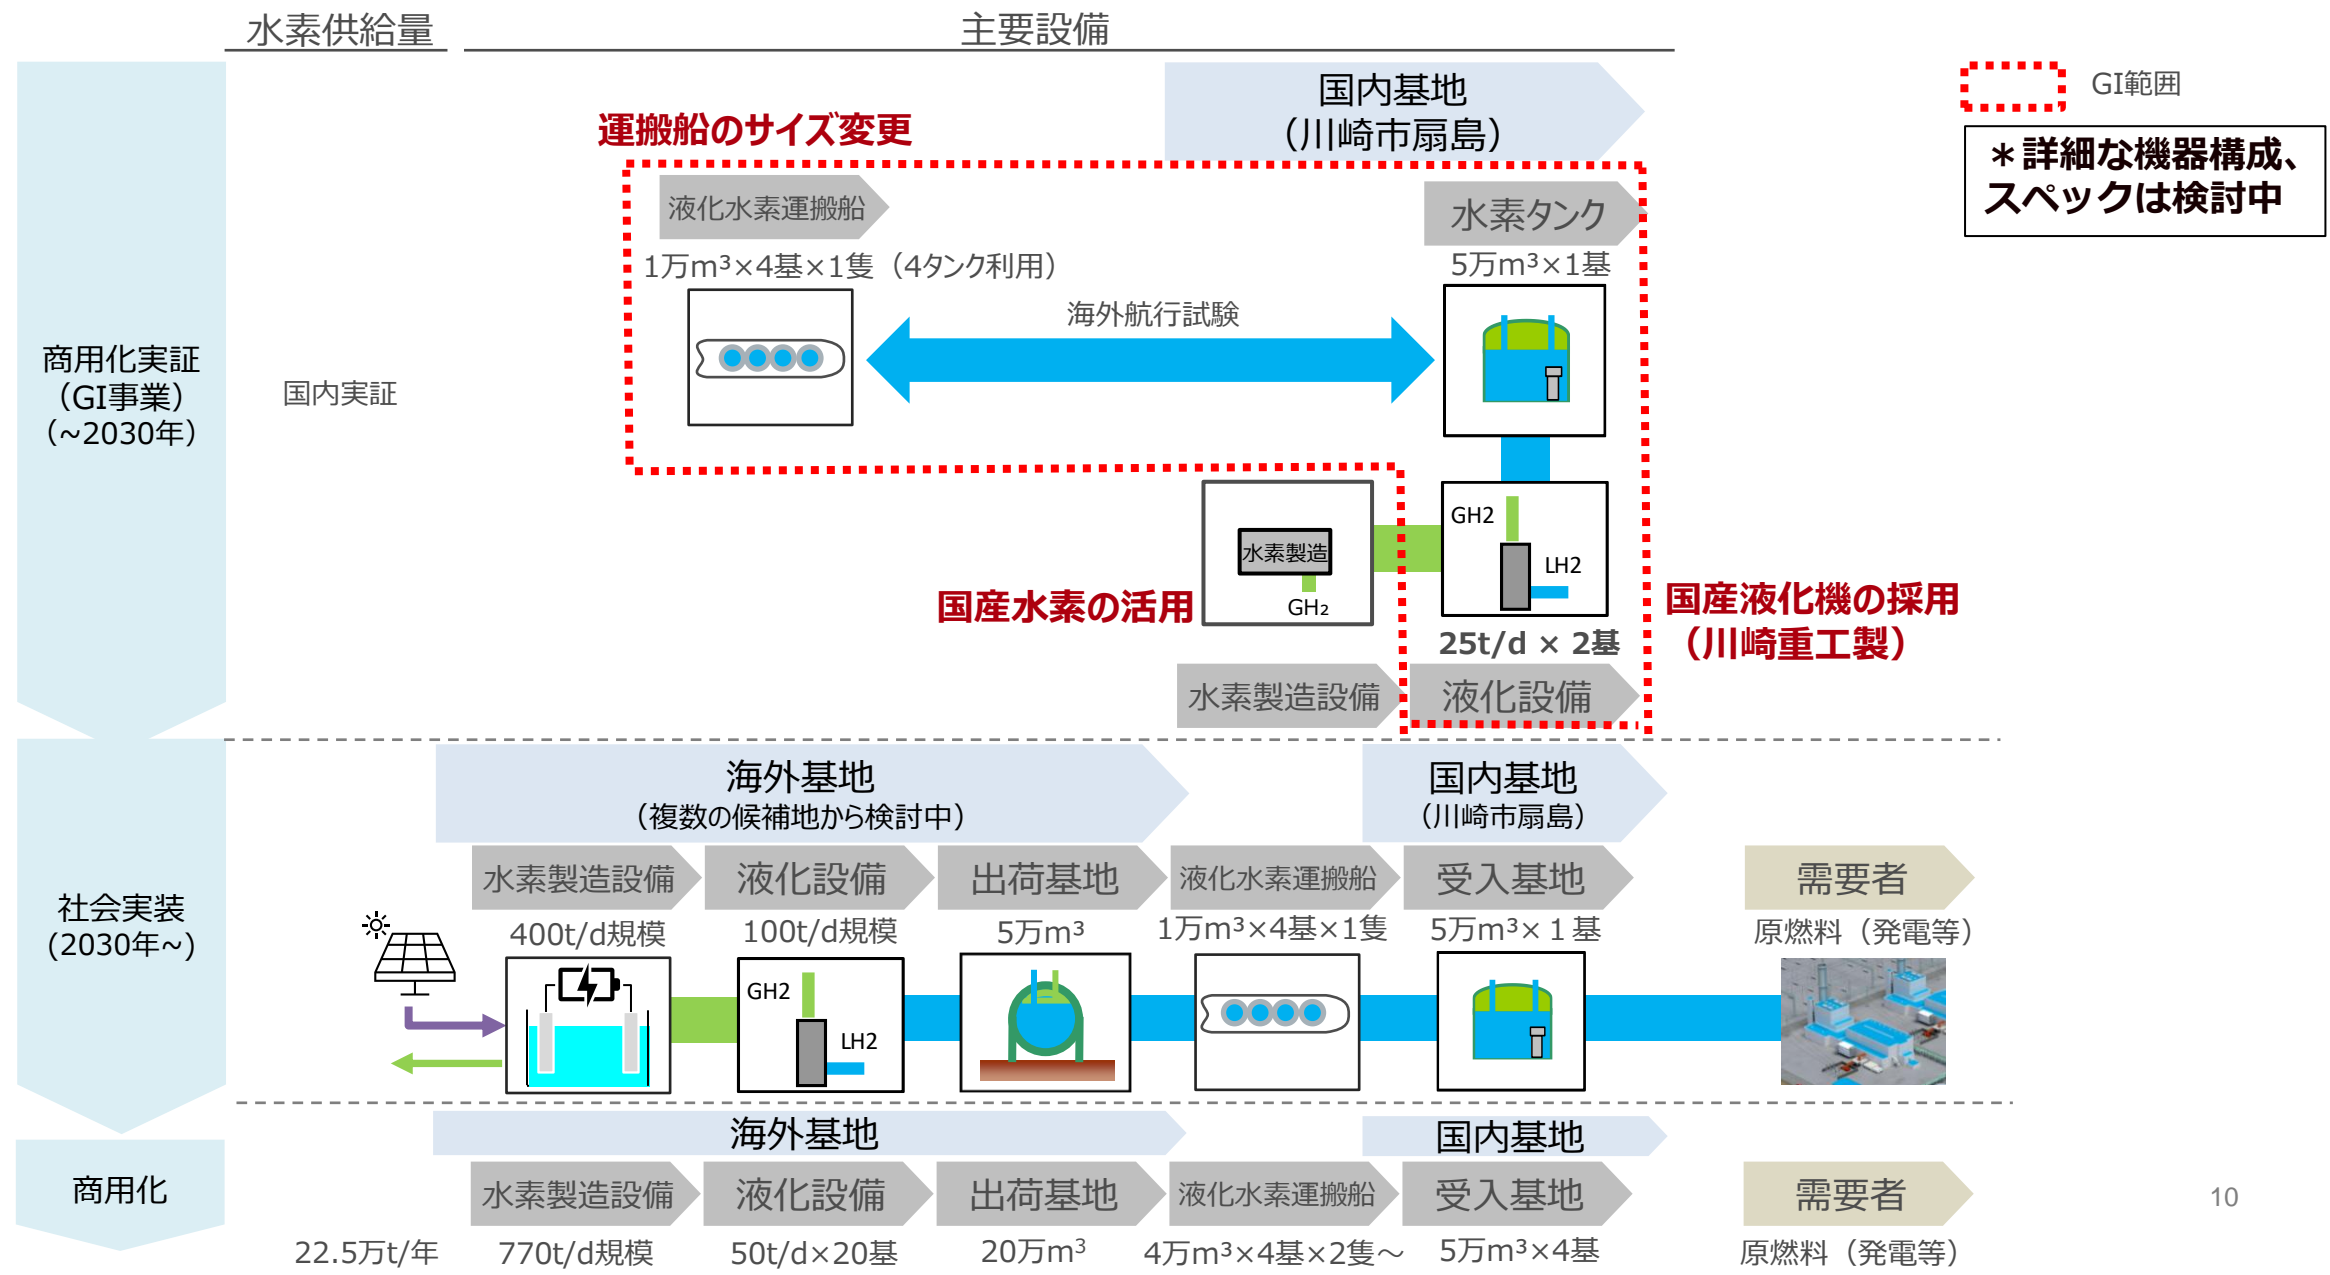 水素供給量
主要設備
国内基地
（川崎市扇島）
GI範囲
＊詳細な機器構成、
スペックは検討中
運搬船のサイズ変更
液化水素運搬船
水素タンク
1万m³×4基×1隻（4タンク利用）
5万m³×1基
海外航行試験
商用化実証
（GI事業）
（~2030年）
国内実証
GH2
LH2
水素製造
GH₂
国産水素の活用
国産液化機の採用
（川崎重工製）
25t/d × 2基
水素製造設備
液化設備
海外基地
（複数の候補地から検討中）
国内基地
（川崎市扇島）
水素製造設備
液化設備
出荷基地
液化水素運搬船
受入基地
需要者
社会実装
(2030年~)
400t/d規模
100t/d規模
5万m³
1万m³×4基×1隻
5万m³×１基
原燃料（発電等）
GH2
LH2
海外基地
国内基地
商用化
水素製造設備
液化設備
出荷基地
液化水素運搬船
受入基地
需要者
10
22.5万t/年
770t/d規模
50t/d×20基
20万m³
4万m³×4基×2隻～
5万m³×4基
原燃料（発電等）